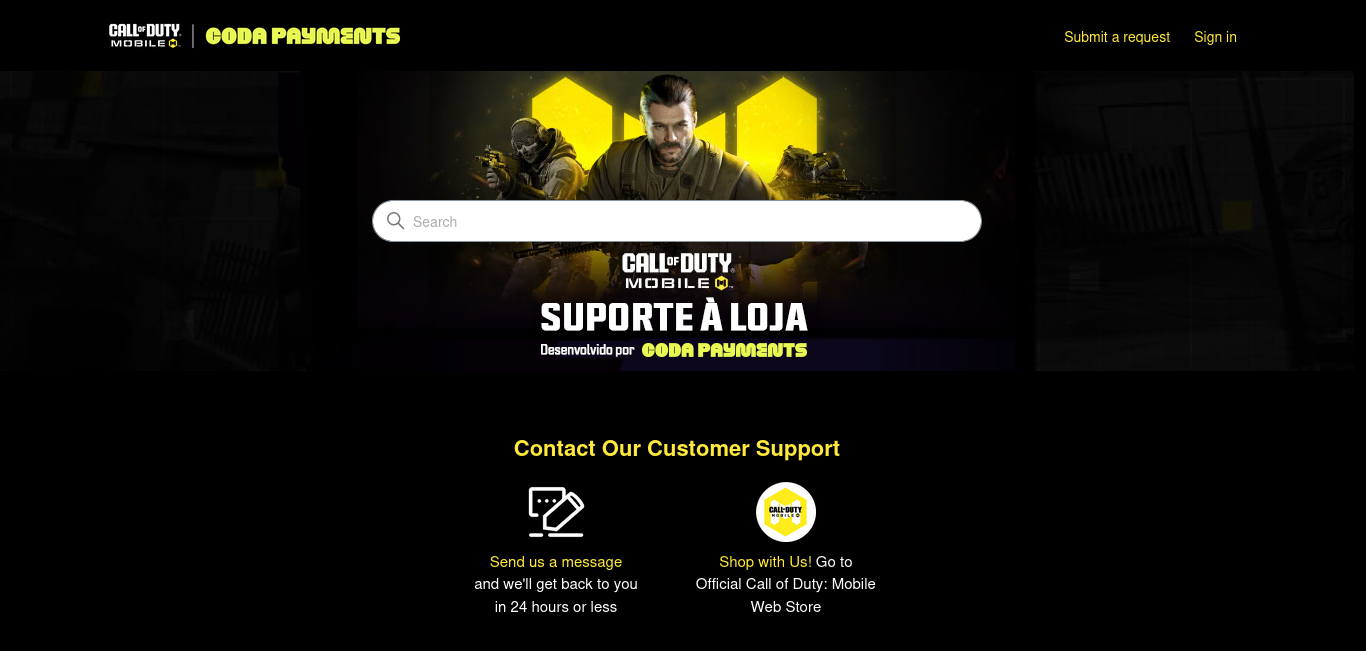 CALL OF DUTY
MOBILE
CODA PAYMENTS
Submit a request
Sign in
Search
CALL OF DUTY
MOBILE
SUPORTE À LOJA
Desenvolvido por CODA PAYMENTS
Contact Our Customer Support
Send us a message
and we'll get back to you
in 24 hours or less
CALL OF DUTY
MOBILE
Shop with Us! Go to
Official Call of Duty: Mobile
Web Store